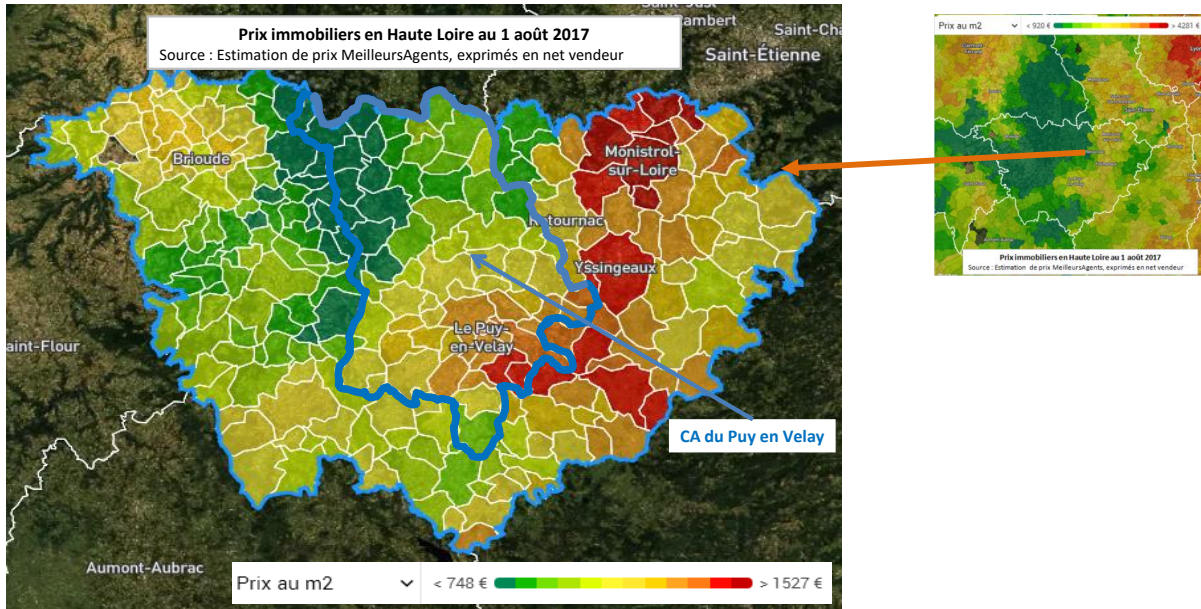 Prix immobiliers en Haute Loire au 1 août 2017
Source : Estimation de prix MeilleursAgents, exprimés en net vendeur
Saint-Étienne
Brioude
Monistrol-
sur-Loire
Retournac
Yssingeaux
Le Puy-
en-Velay
aint-Flour
CA du Puy en Velay
Aumont-Aubrac
Prix au m2
< 748 €
> 1527 €
Prix au m2
< 920 €
> 4281 €
Prix immobiliers en Haute Loire au 1 août 2017
Source : Estimation de prix MeilleursAgents, exprimés en net vendeur